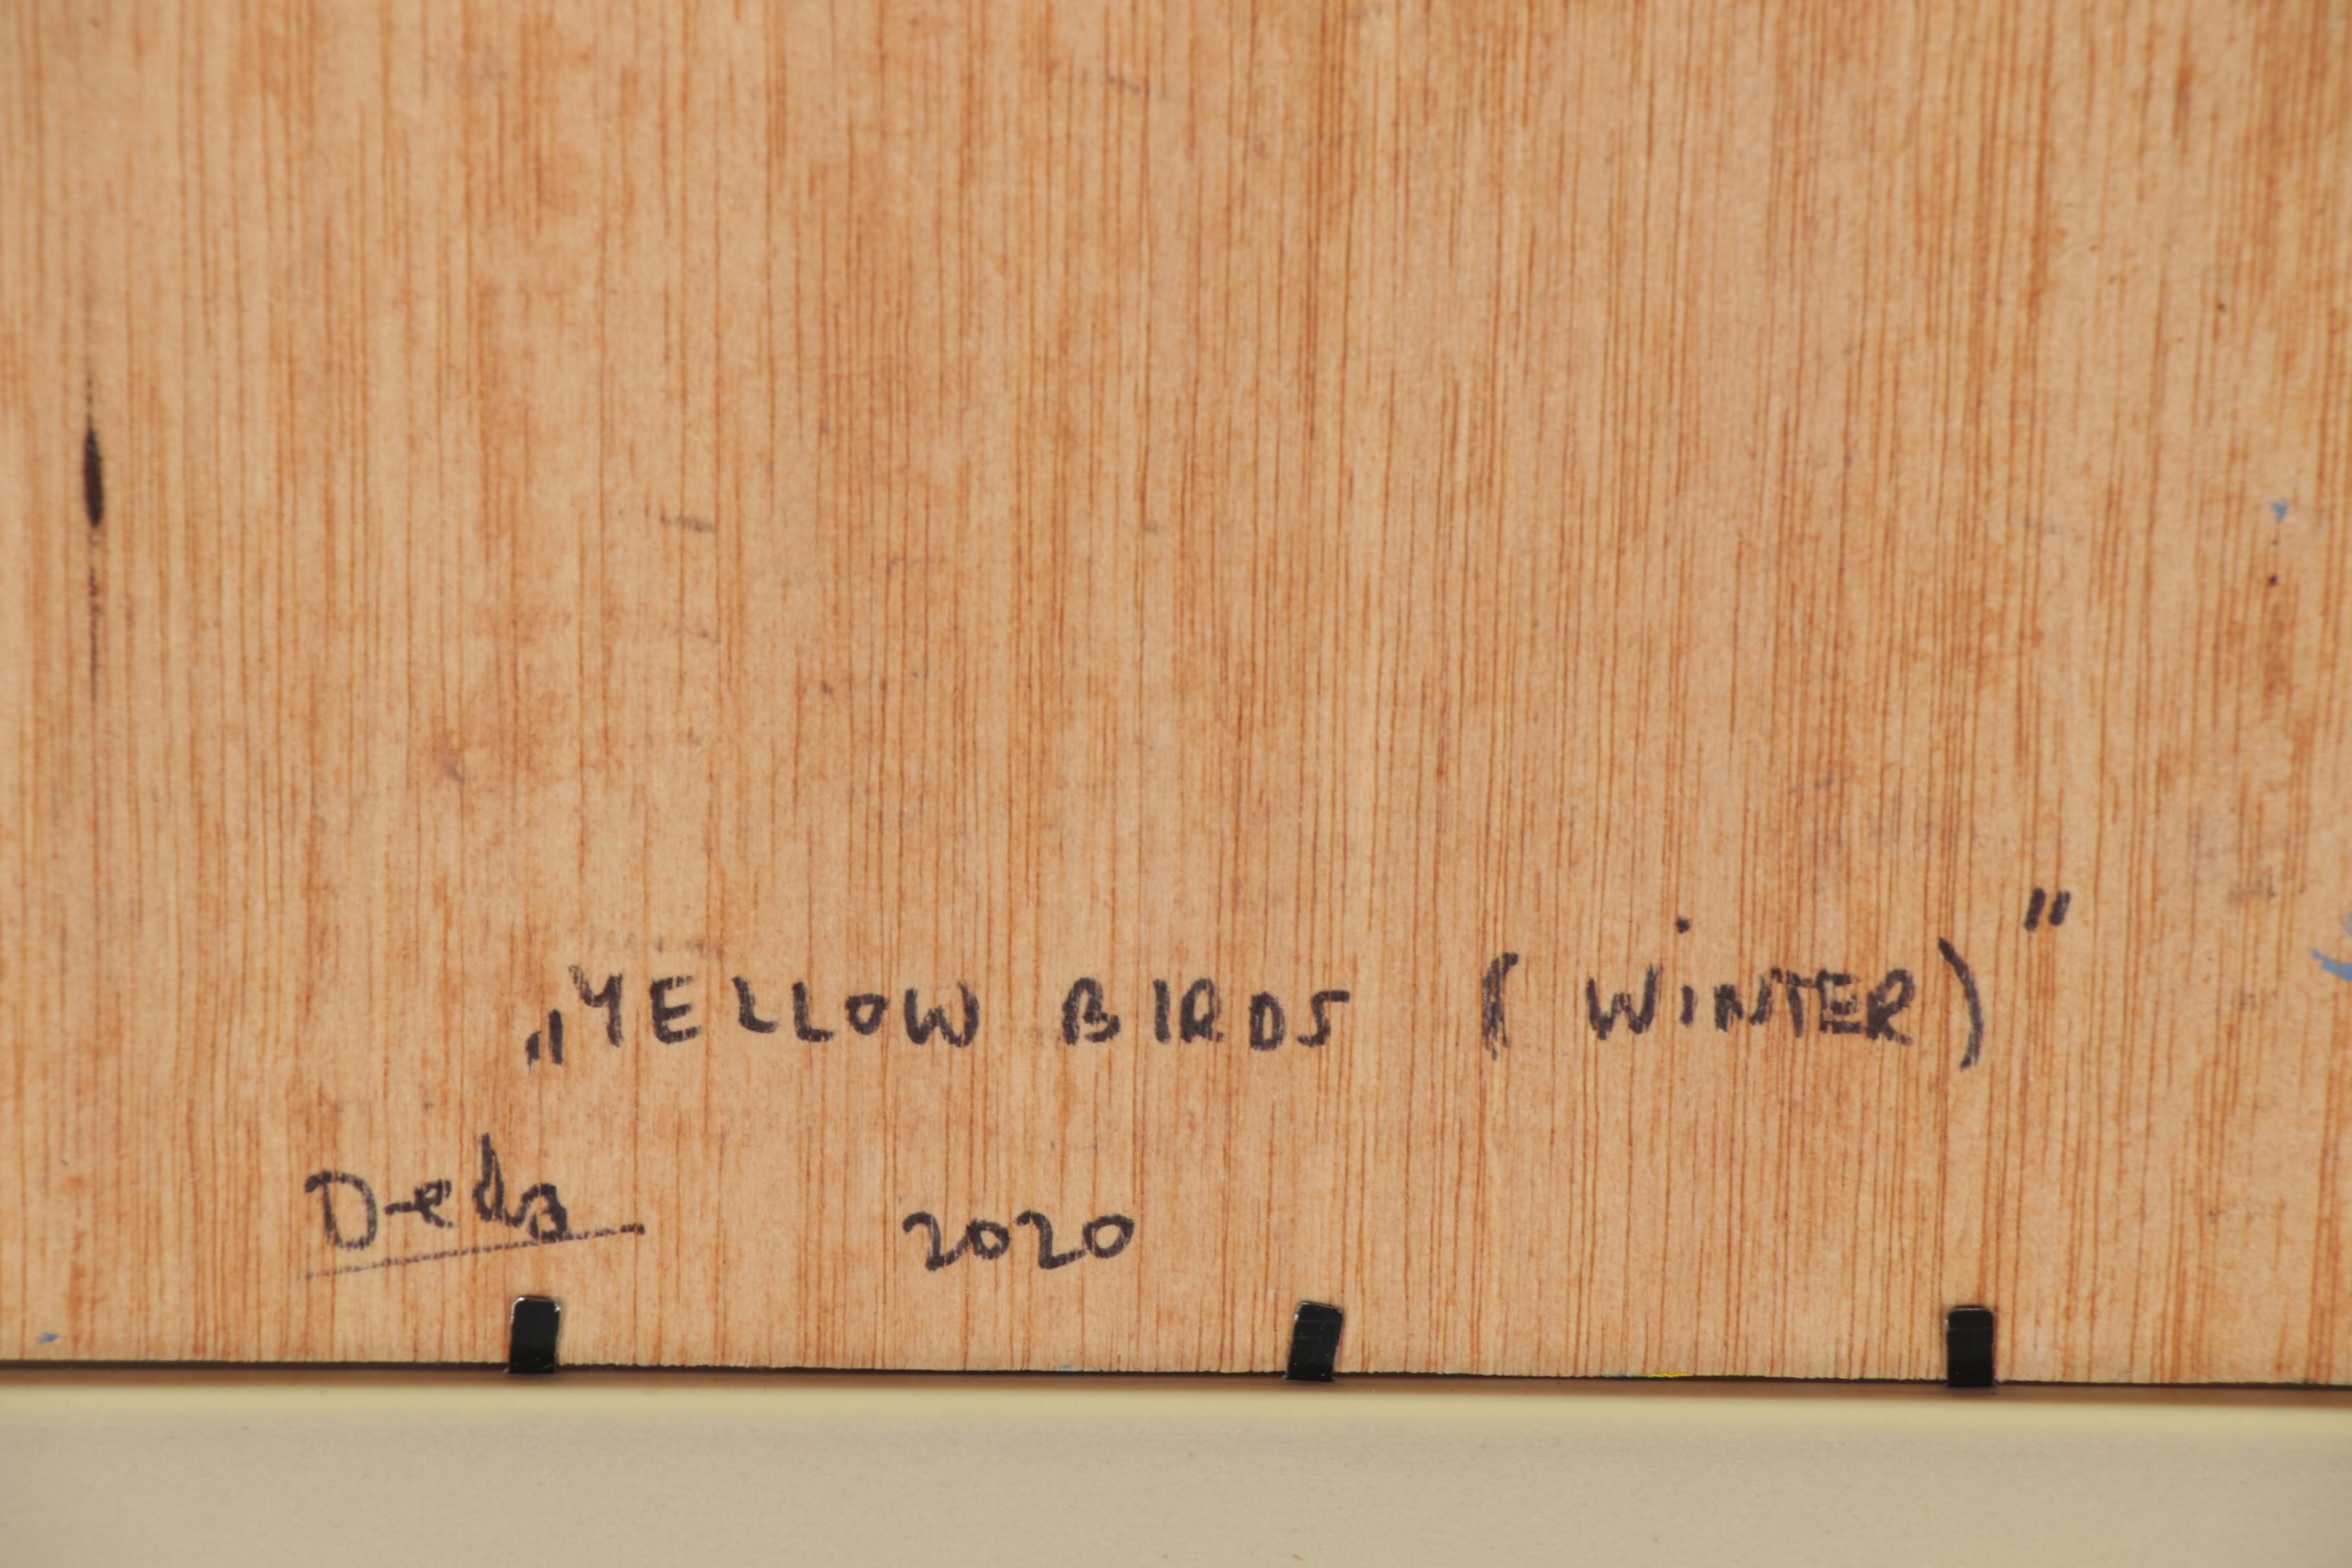 „YELLOW BIRDS (WINTER)"
2020